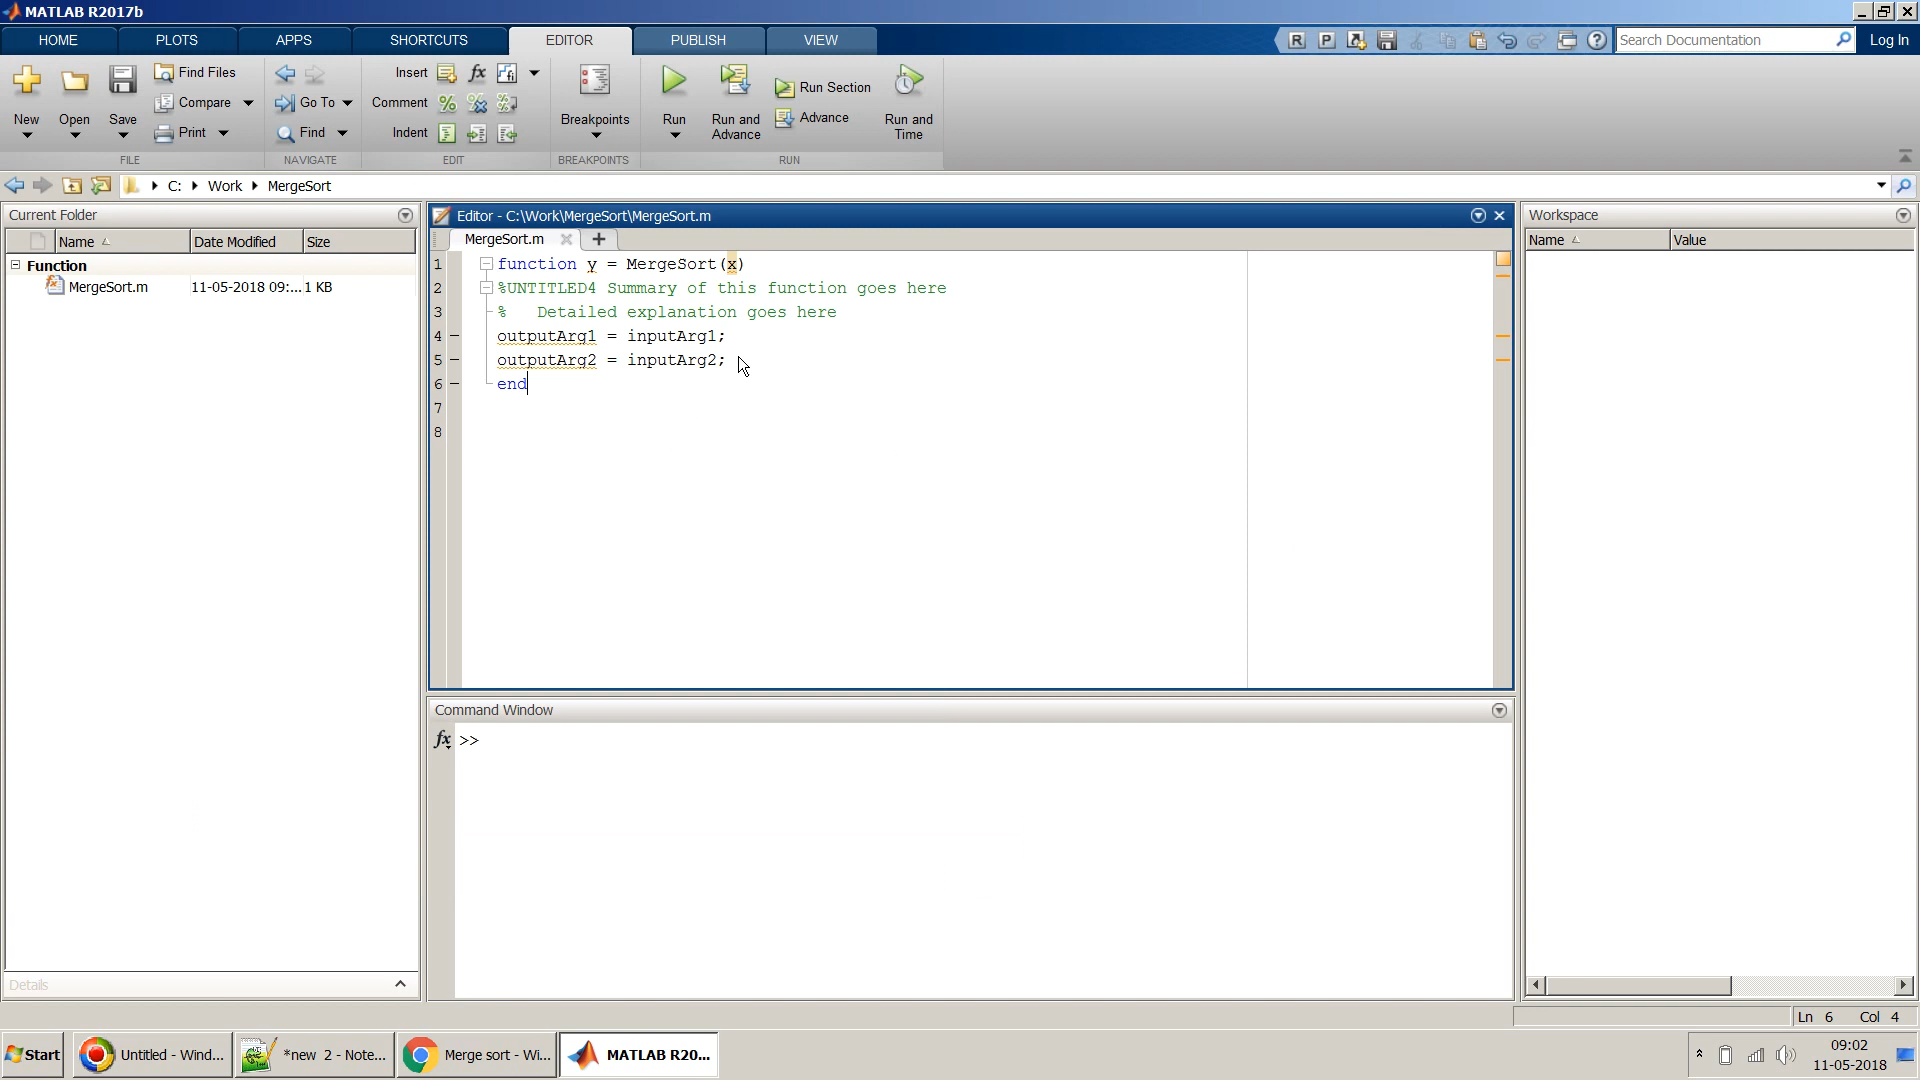 MATLAB R2017b
HOME PLOTS APPS SHORTCUTS EDITOR PUBLISH VIEW
Search Documentation Log In
New Open Save Find Files Compare Print
Go To Find
Insert Comment Indent
Breakpoints
Run Run and Advance Run Section Advance Run and Time
FILE NAVIGATE EDIT BREAKPOINTS RUN
C: Work MergeSort
Current Folder
Name Date Modified Size
Function
MergeSort.m 11-05-2018 09:... 1 KB
Details
Editor - C:\Work\MergeSort\MergeSort.m
MergeSort.m
1 function y = MergeSort(x)
2 %UNTITLED4 Summary of this function goes here
3 % Detailed explanation goes here
4 outputArg1 = inputArg1;
5 outputArg2 = inputArg2;
6 end
7
8
Command Window
fx >>
Workspace
Name Value
Ln 6 Col 4
Start Untitled - Wind... *new 2 - Note... Merge sort - Wi... MATLAB R20...
09:02
11-05-2018